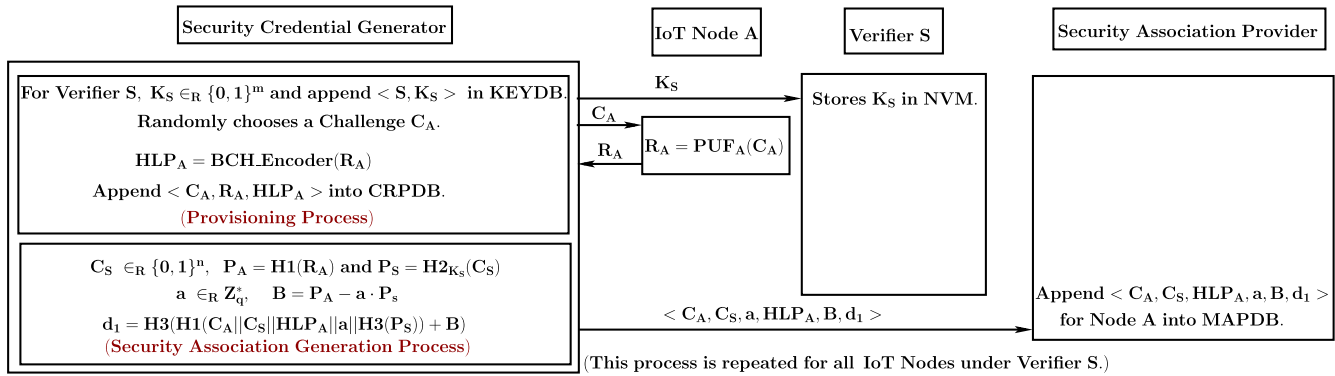 Security Credential Generator
IoT Node A
Verifier S
Security Association Provider
For Verifier S, K_S ∈_R {0,1}^m and append < S, K_S > in KEYDB.
Randomly chooses a Challenge C_A.
HLP_A = BCH_Encoder(R_A)
Append < C_A, R_A, HLP_A > into CRPDB.
(Provisioning Process)
K_S
C_A
R_A
R_A = PUF_A(C_A)
Stores K_S in NVM.
C_S ∈_R {0,1}^n, P_A = H1(R_A) and P_S = H2_{K_S}(C_S)
a ∈_R Z_q^*, B = P_A − a · P_s
d_1 = H3(H1(C_A||C_S||HLP_A||a||H3(P_S)) + B)
(Security Association Generation Process)
< C_A, C_S, a, HLP_A, B, d_1 >
Append < C_A, C_S, HLP_A, a, B, d_1 >
for Node A into MAPDB.
(This process is repeated for all IoT Nodes under Verifier S.)